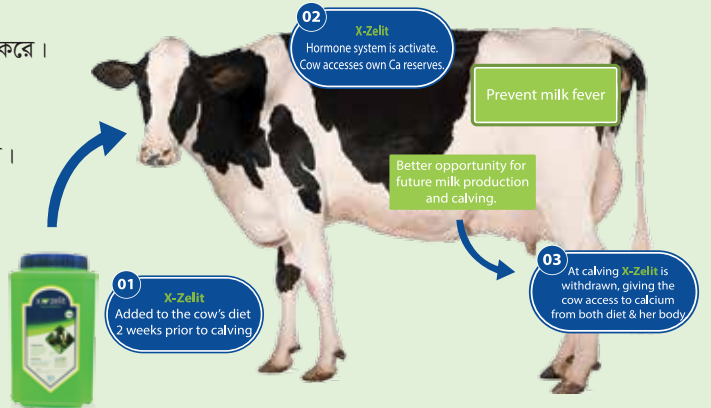 করে।
।
02
X-Zelit
Hormone system is activate.
Cow accesses own Ca reserves.
Prevent milk fever
Better opportunity for
future milk production
and calving.
01
X-Zelit
Added to the cow's diet
2 weeks prior to calving
03
At calving X-Zelit is
withdrawn, giving the
cow access to calcium
from both diet & her body
x zelit